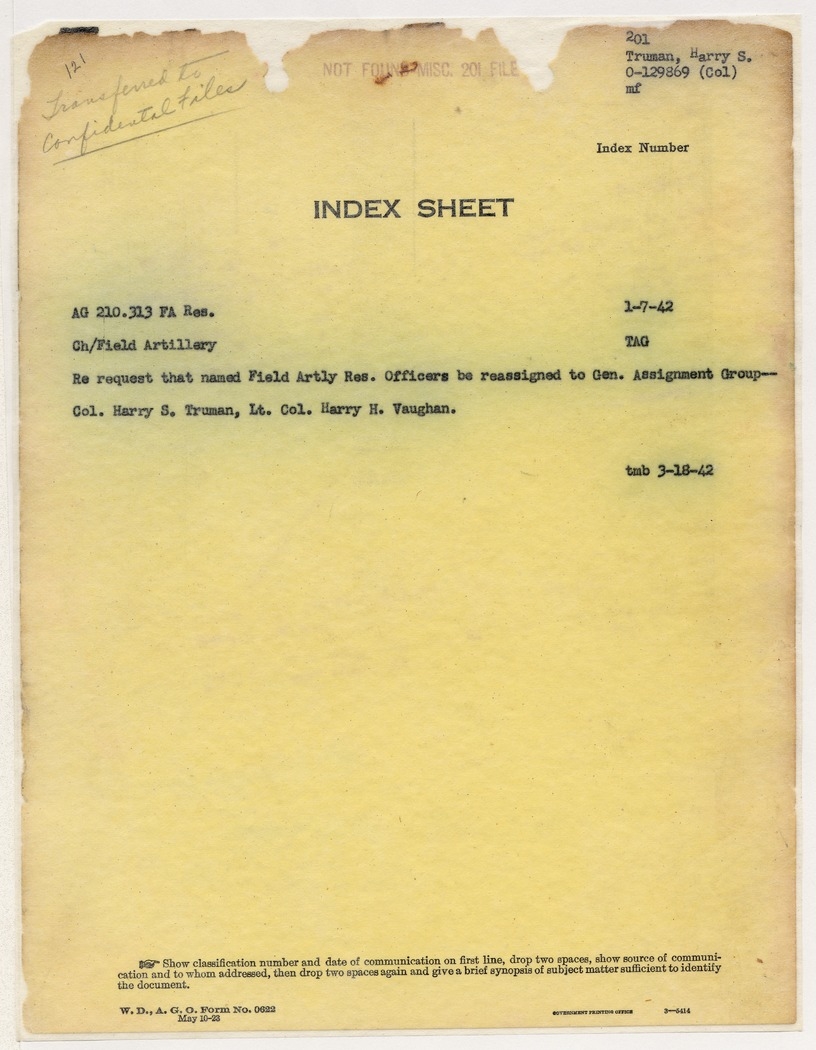 121
Transferred to
Confidental Files
NOT FOUND MISC. 201 FILE
201
Truman, Harry S.
O-129869 (Col)
mf
Index Number
INDEX SHEET
AG 210.313 FA Res. 1-7-42
Ch/Field Artillery TAG
Re request that named Field Artly Res. Officers be reassigned to Gen. Assignment Group--
Col. Harry S. Truman, Lt. Col. Harry H. Vaughan.
tmb 3-18-42
☞ Show classification number and date of communication on first line, drop two spaces, show source of communi-
cation and to whom addressed, then drop two spaces again and give a brief synopsis of subject matter sufficient to identify
the document.
W. D., A. G. O. Form No. 0622 GOVERNMENT PRINTING OFFICE 3—5414
May 10-23